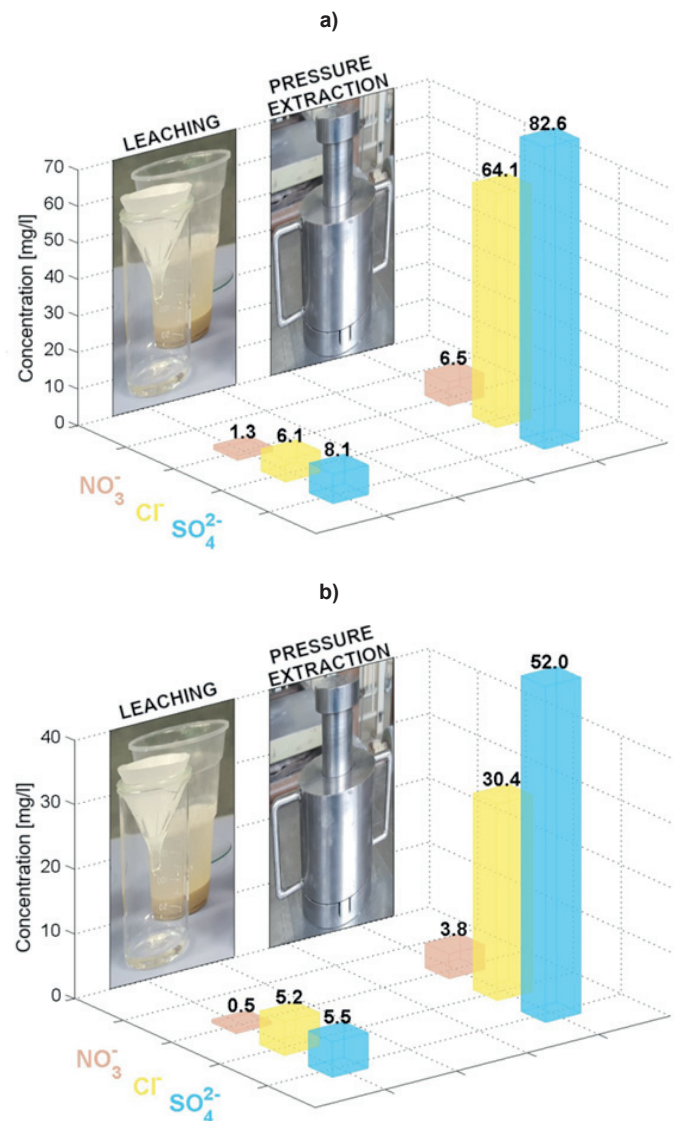 a)
PRESSURE
EXTRACTION
LEACHING
82.6
64.1
70
60
50
40
30
20
10
0
Concentration [mg/l]
6.5
1.3
6.1
8.1
NO₃⁻
Cl⁻
SO₄²⁻
b)
PRESSURE
EXTRACTION
LEACHING
52.0
30.4
40
30
20
10
0
Concentration [mg/l]
3.8
0.5
5.2
5.5
NO₃⁻
Cl⁻
SO₄²⁻